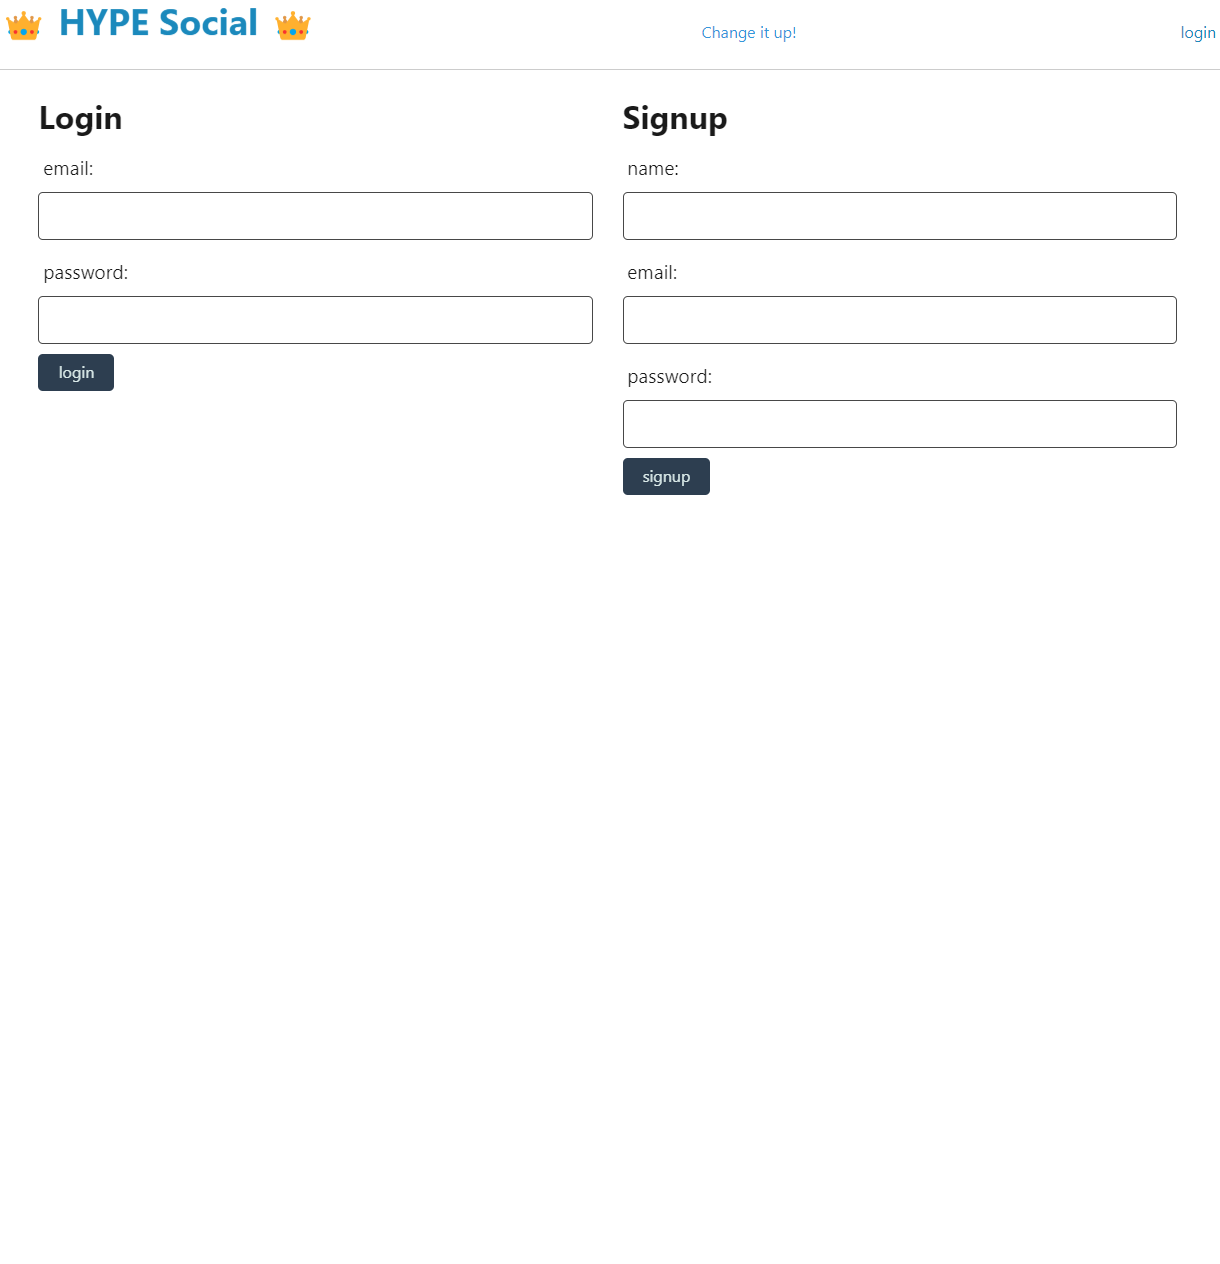 HYPE Social
Change it up!
login
Login
email:
password:
login
Signup
name:
email:
password:
signup